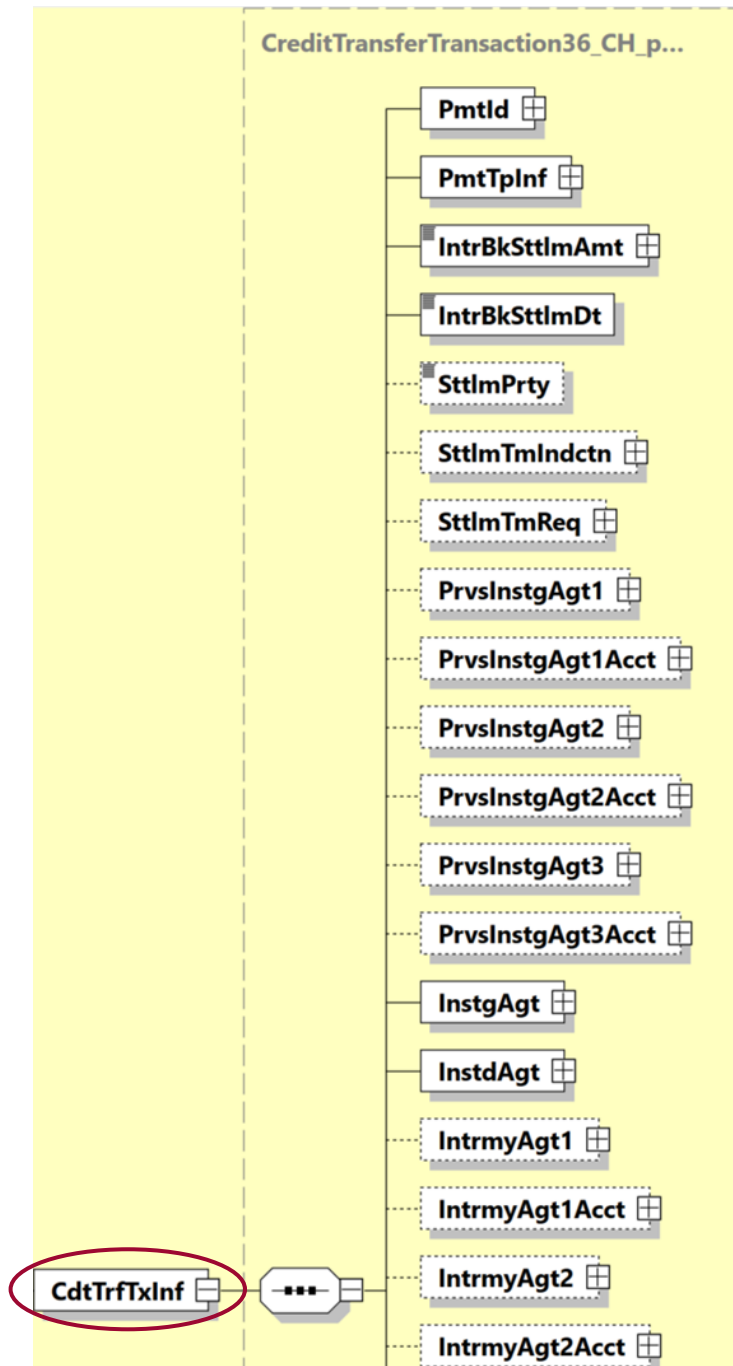 CreditTransferTransaction36_CH_p...
PmtId
PmtTpInf
IntrBkSttlmAmt
IntrBkSttlmDt
SttlmPrty
SttlmTmIndctn
SttlmTmReq
PrvsInstgAgt1
PrvsInstgAgt1Acct
PrvsInstgAgt2
PrvsInstgAgt2Acct
PrvsInstgAgt3
PrvsInstgAgt3Acct
InstgAgt
InstdAgt
IntrmyAgt1
IntrmyAgt1Acct
CdtTrfTxInf
IntrmyAgt2
IntrmyAgt2Acct